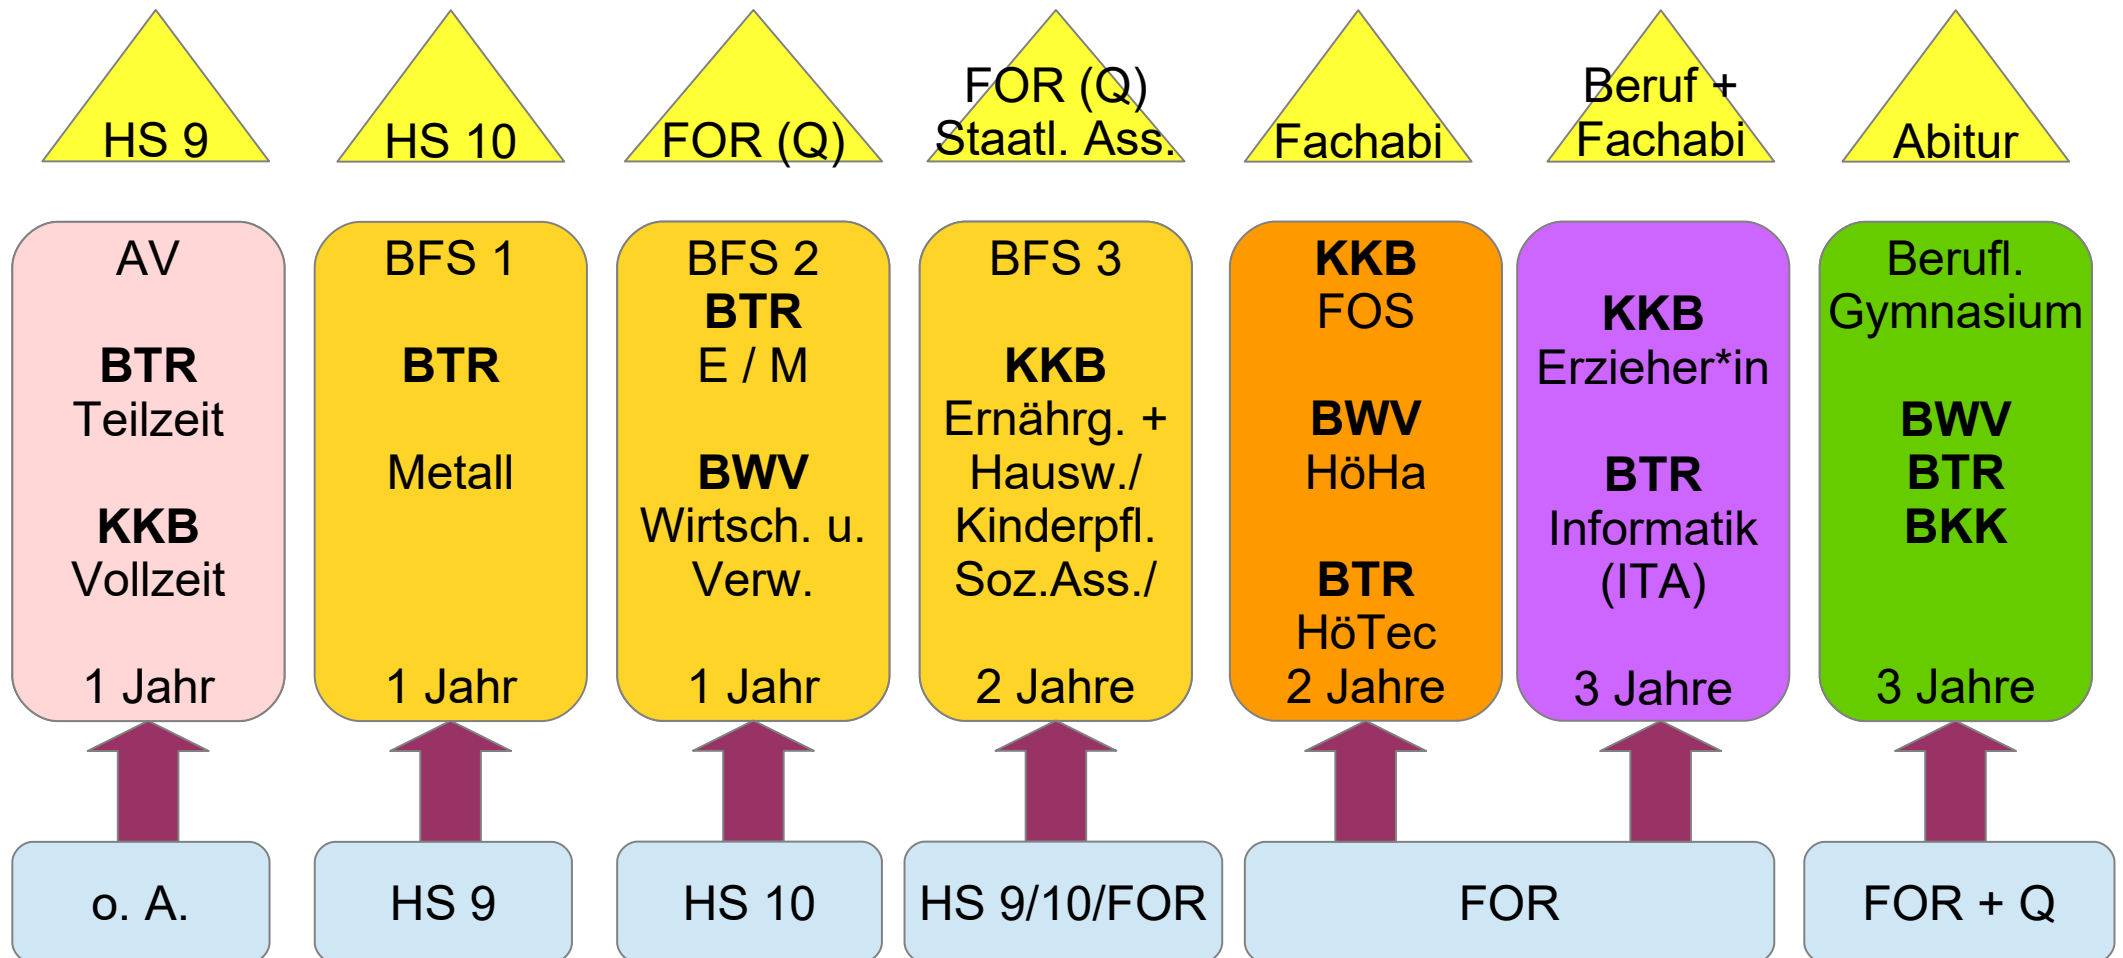 HS 9
HS 10
FOR (Q)
FOR (Q)
Staatl. Ass.
Fachabi
Beruf +
Fachabi
Abitur
AV
BTR
Teilzeit
KKB
Vollzeit
1 Jahr
BFS 1
BTR
Metall
1 Jahr
BFS 2
BTR
E / M
BWV
Wirtsch. u.
Verw.
1 Jahr
BFS 3
KKB
Ernährg. +
Hausw./
Kinderpfl.
Soz.Ass./
2 Jahre
KKB
FOS
BWV
HöHa
BTR
HöTec
2 Jahre
KKB
Erzieher*in
BTR
Informatik
(ITA)
3 Jahre
Berufl.
Gymnasium
BWV
BTR
BKK
3 Jahre
o. A.
HS 9
HS 10
HS 9/10/FOR
FOR
FOR + Q